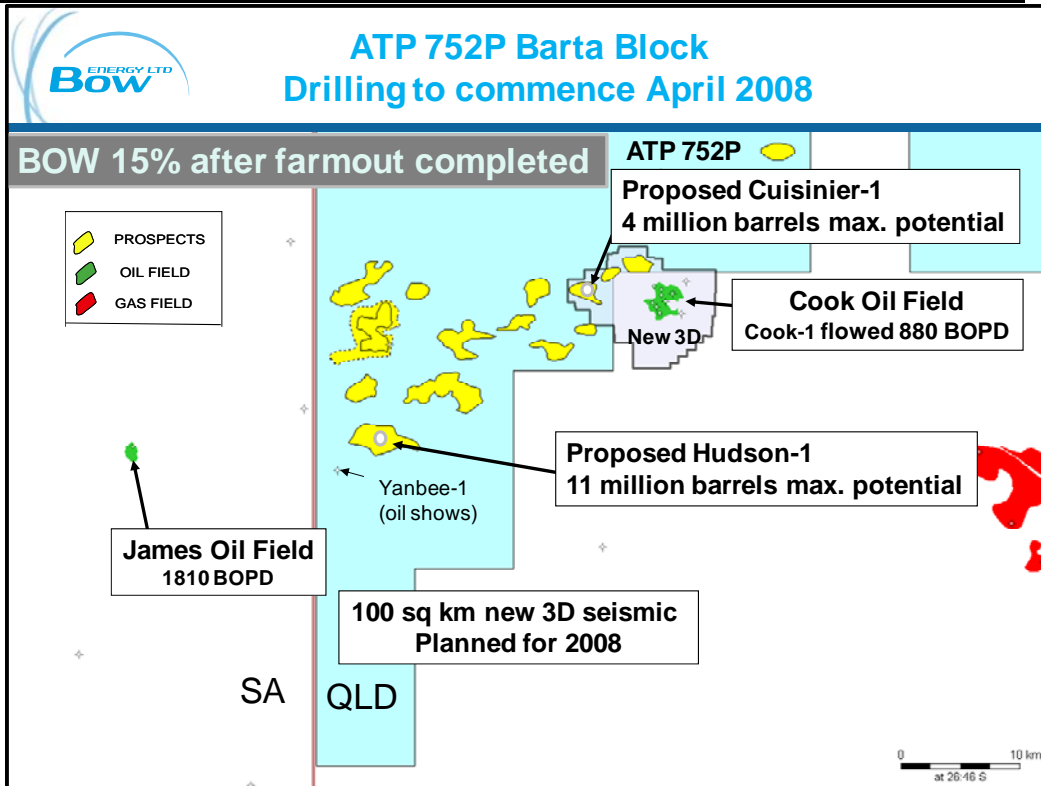 ENERGY LTD
BOW
ATP 752P Barta Block
Drilling to commence April 2008
BOW 15% after farmout completed
ATP 752P
Proposed Cuisinier-1
4 million barrels max. potential
PROSPECTS
OIL FIELD
GAS FIELD
Cook Oil Field
Cook-1 flowed 880 BOPD
New 3D
Proposed Hudson-1
11 million barrels max. potential
Yanbee-1
(oil shows)
James Oil Field
1810 BOPD
100 sq km new 3D seismic
Planned for 2008
SA
QLD
0 10 km
at 26:46 S